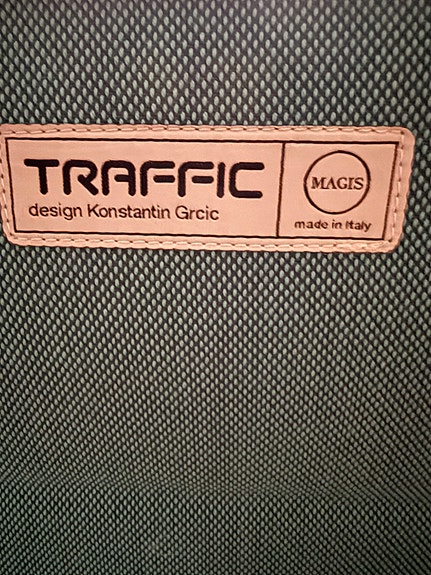 TRAFFIC
design Konstantin Grcic
MAGIS
made in Italy